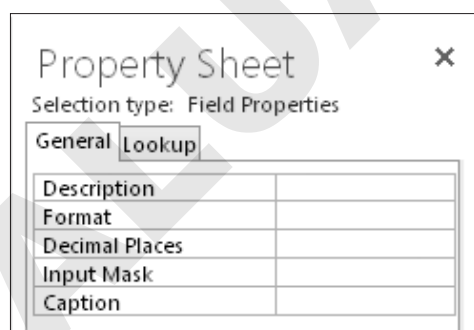 Property Sheet
Selection type: Field Properties
General Lookup
Description
Format
Decimal Places
Input Mask
Caption